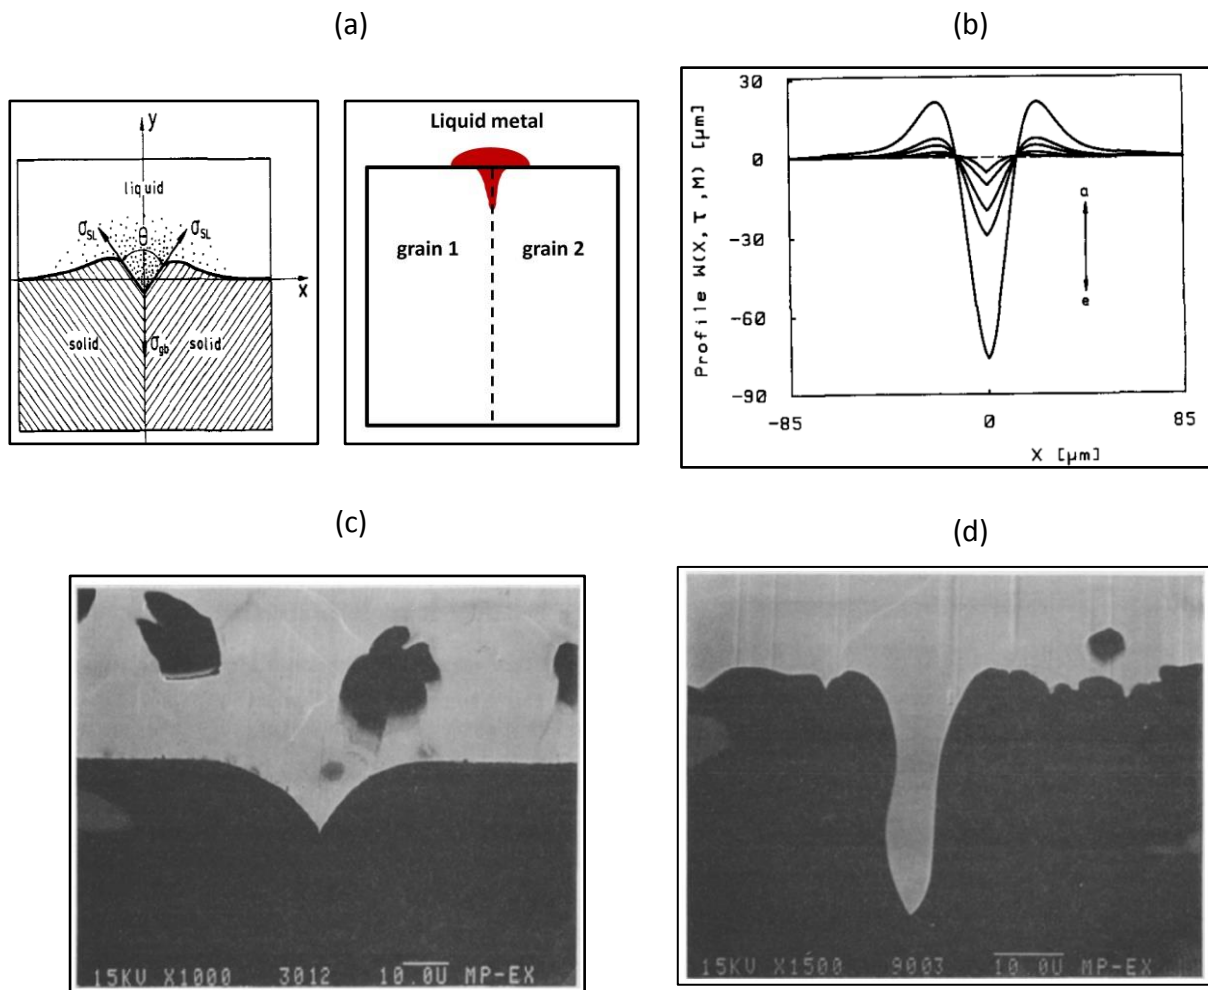 (a)
y
liquid
σSL
θ
σSL
x
solid
σgb
solid
Liquid metal
grain 1
grain 2
(b)
Profile W(X, τ, M) [µm]
30
0
-30
-60
-90
a
e
-85
0
85
X [µm]
(c)
15KV X1000 3012 10.0U MP-EX
(d)
15KV X1500 9003 10.0U MP-EX